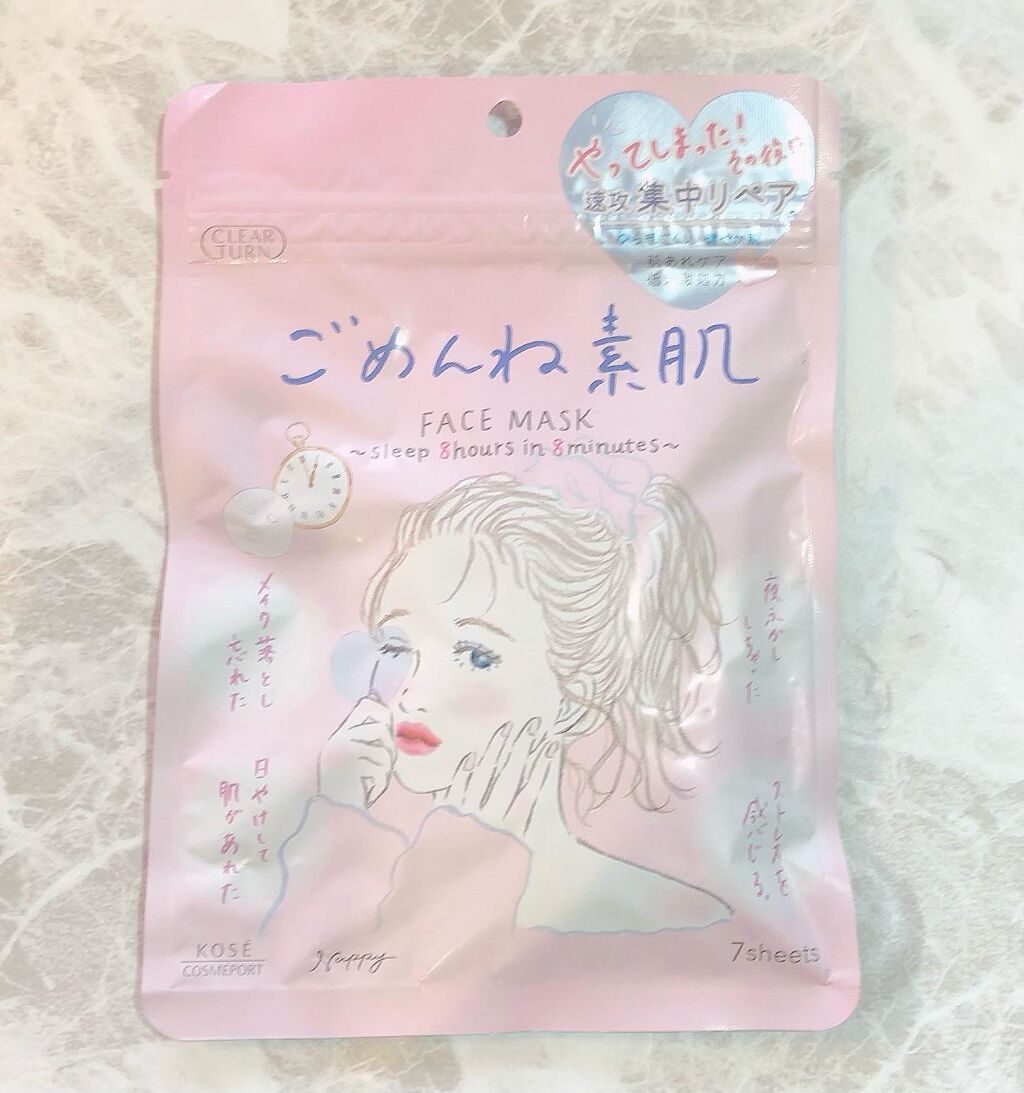 やってしまった!
その後に
速攻 集中リペア
CLEAR
TURN
肌あれケア
ごめんね素肌
FACE MASK
~sleep 8hours in 8minutes~
メイク落とし
忘れた
夜ふかし
しちゃった
日やけして
肌があれた
ストレスを
感じる。
KOSÉ
COSMEPORT
Nappy
7sheets